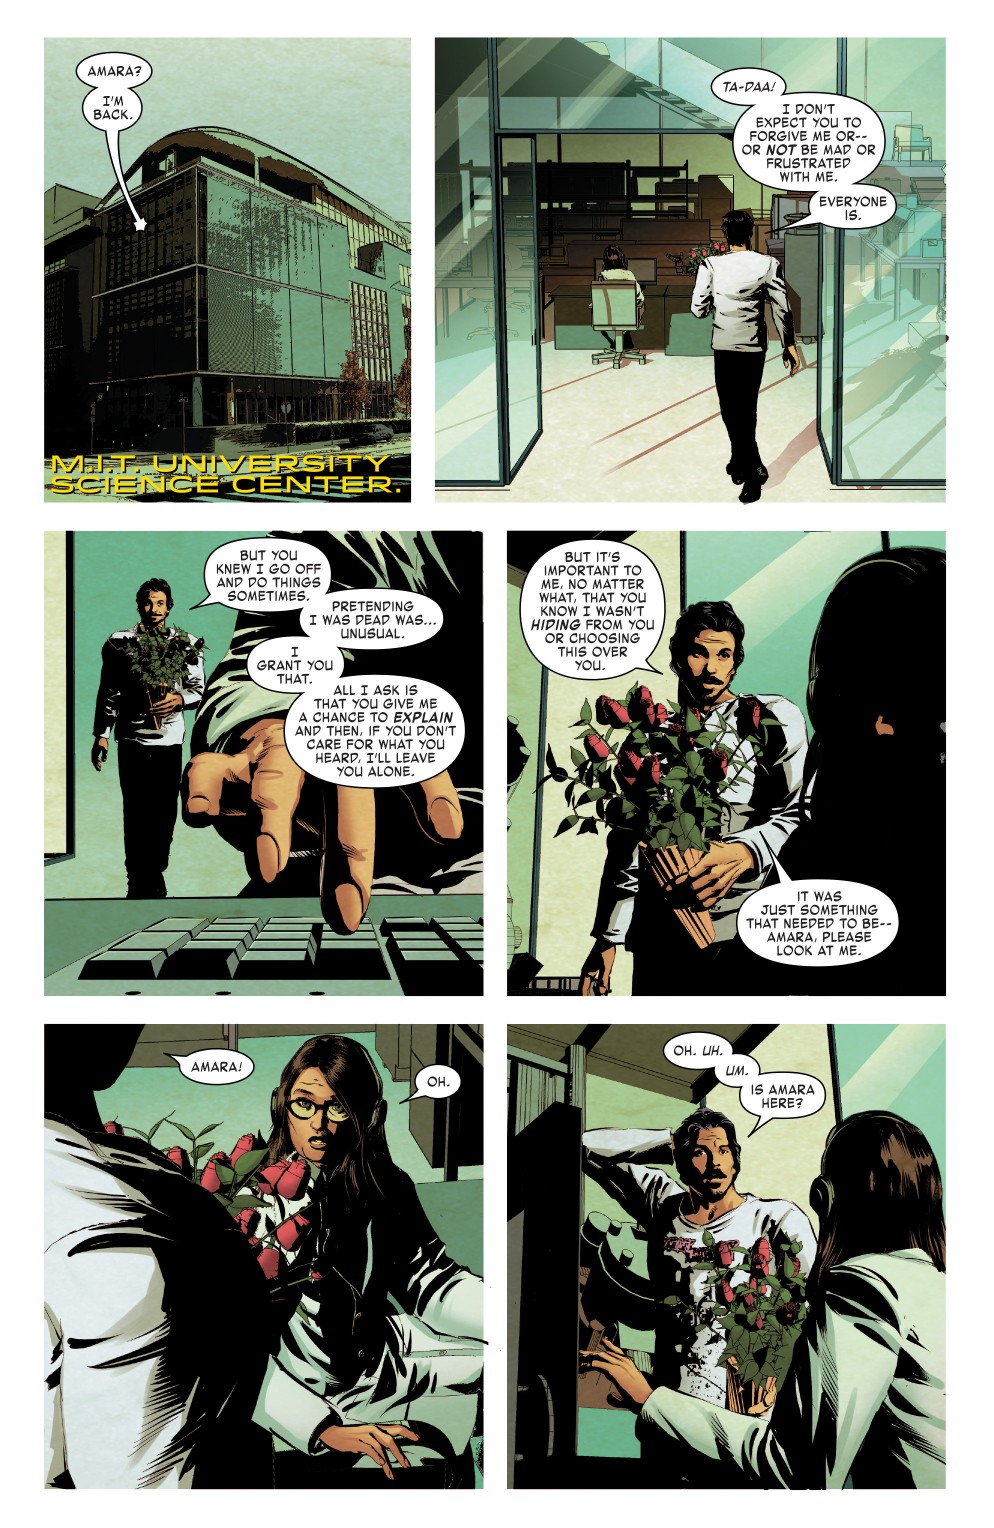 AMARA?
I'M
BACK.
M.I.T. UNIVERSITY
SCIENCE CENTER.
TA-DAA!
I DON'T
EXPECT YOU TO
FORGIVE ME OR--
OR NOT BE MAD OR
FRUSTRATED
WITH ME.
EVERYONE
IS.
BUT YOU
KNEW I GO OFF
AND DO THINGS
SOMETIMES.
PRETENDING
I WAS DEAD WAS...
UNUSUAL.
I
GRANT YOU
THAT.
ALL I ASK IS
THAT YOU GIVE ME
A CHANCE TO EXPLAIN
AND THEN, IF YOU DON'T
CARE FOR WHAT YOU
HEARD, I'LL LEAVE
YOU ALONE.
BUT IT'S
IMPORTANT TO
ME, NO MATTER
WHAT, THAT YOU
KNOW I WASN'T
HIDING FROM YOU
OR CHOOSING
THIS OVER
YOU.
IT WAS
JUST SOMETHING
THAT NEEDED TO BE--
AMARA, PLEASE
LOOK AT ME.
AMARA!
OH.
OH. UH.
UM.
IS AMARA
HERE?